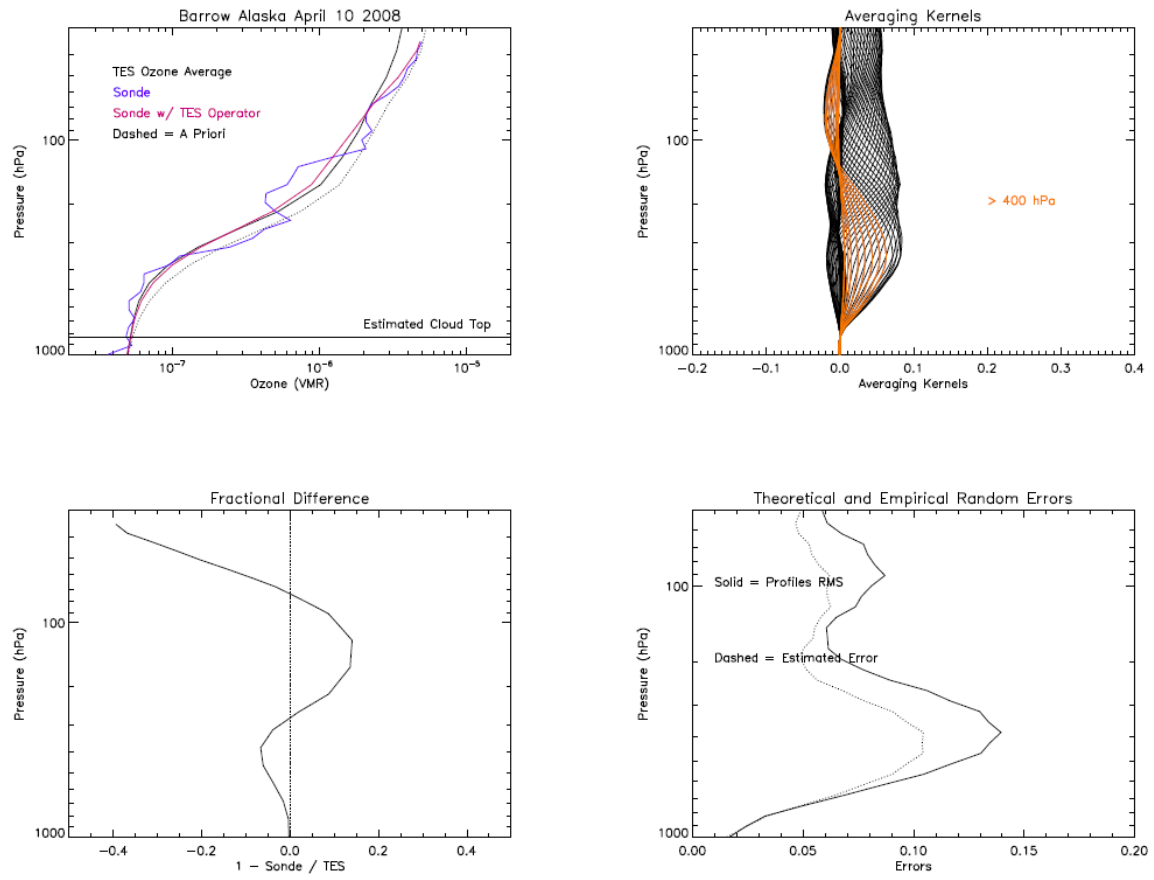 Barrow Alaska April 10 2008
TES Ozone Average
Sonde
Sonde w/ TES Operator
Dashed = A Priori
Estimated Cloud Top
Pressure (hPa)
100
1000
10-7
10-6
10-5
Ozone (VMR)
Averaging Kernels
> 400 hPa
Pressure (hPa)
100
1000
-0.2
-0.1
0.0
0.1
0.2
0.3
0.4
Averaging Kernels
Fractional Difference
Pressure (hPa)
100
1000
-0.4
-0.2
0.0
0.2
0.4
1 - Sonde / TES
Theoretical and Empirical Random Errors
Solid = Profiles RMS
Dashed = Estimated Error
Pressure (hPa)
100
1000
0.00
0.05
0.10
0.15
0.20
Errors